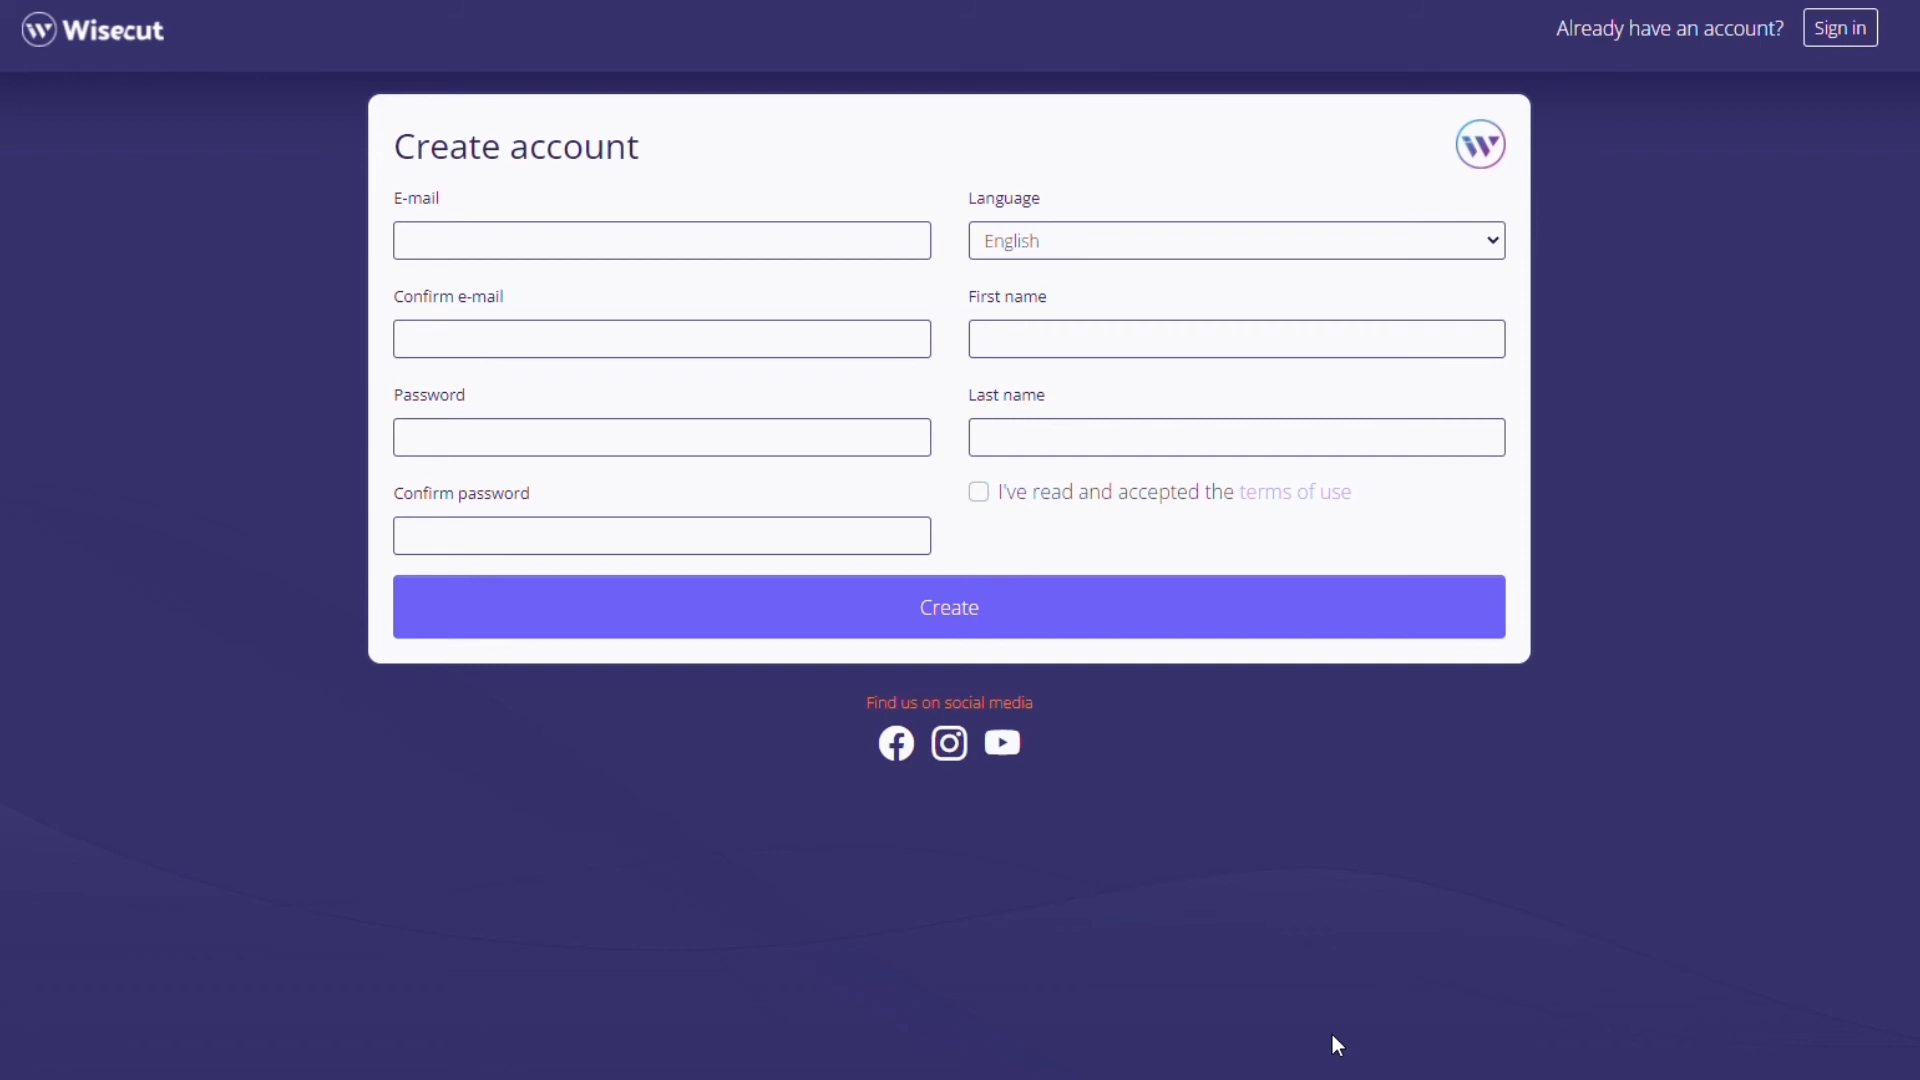 Wisecut
Already have an account?
Sign in
Create account
E-mail
Language
English
Confirm e-mail
First name
Password
Last name
Confirm password
I've read and accepted the terms of use
Create
Find us on social media